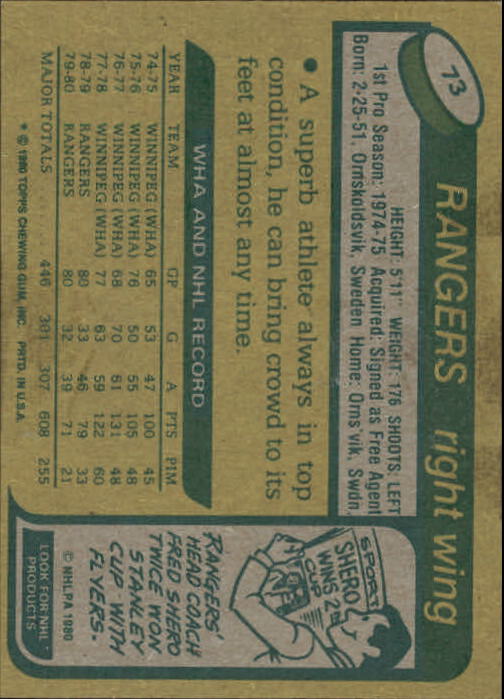 73
RANGERS right wing
HEIGHT: 5'11" WEIGHT: 176 SHOOTS: LEFT
1st Pro Season: 1974-75 Acquired: Signed as Free Agent
Born: 2-25-51, Ornskoldsvik, Sweden Home: Orns'vik, Swdn.
• A superb athlete always in top
condition, he can bring crowd to its
feet at almost any time.
WHA AND NHL RECORD
YEAR TEAM GP G A PTS PIM
74-75 WINNIPEG (WHA) 65 53 47 100 45
75-76 WINNIPEG (WHA) 76 50 55 105 48
76-77 WINNIPEG (WHA) 68 70 61 131 48
77-78 WINNIPEG (WHA) 77 63 59 122 60
78-79 RANGERS 80 33 46 79 33
79-80 RANGERS 80 32 39 71 21
MAJOR TOTALS........ 446 301 307 608 255
* © 1980 TOPPS CHEWING GUM, INC. PRTD. IN U.S.A.
SPORT
SHERO
WINS 2nd
CUP
RANGERS'
HEAD COACH
FRED SHERO
TWICE WON
STANLEY
CUP WITH
FLYERS.
© NHLPA 1980
LOOK FOR NHL
PRODUCTS